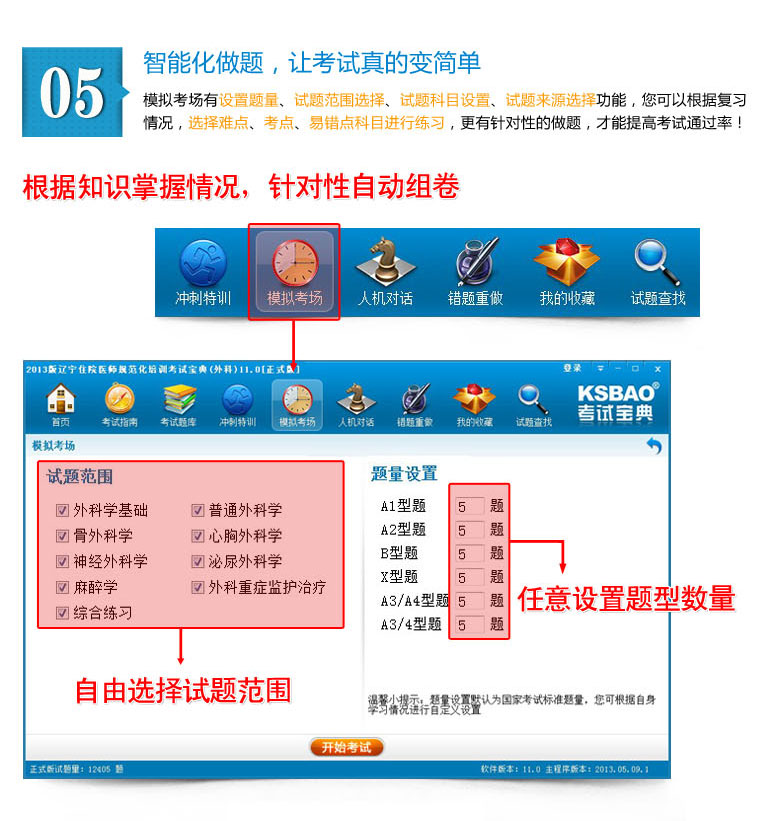 05
智能化做题，让考试真的变简单
模拟考场有设置题量、试题范围选择、试题科目设置、试题来源选择功能，您可以根据复习
情况，选择难点、考点、易错点科目进行练习，更有针对性的做题，才能提高考试通过率！
根据知识掌握情况，针对性自动组卷
冲刺特训 模拟考场 人机对话 错题重做 我的收藏 试题查找
2013版辽宁住院医师规范化培训考试宝典(外科)11.0[正式版] 登录
首页 考试指南 考试题库 冲刺特训 模拟考场 人机对话 错题重做 我的收藏 试题查找
KSBAO®
考试宝典
模拟考场
试题范围
外科学基础 普通外科学
骨外科学 心胸外科学
神经外科学 泌尿外科学
麻醉学 外科重症监护治疗
综合练习
题量设置
A1型题 5 题
A2型题 5 题
B型题 5 题
X型题 5 题
A3/A4型题 5 题
A3/4型题 5 题
任意设置题型数量
自由选择试题范围
温馨小提示：题量设置默认为国家考试标准题量，您可根据自身
学习情况进行自定义设置
开始考试
正式版试题量：12405 题 软件版本：11.0 主程序版本：2013.05.09.1